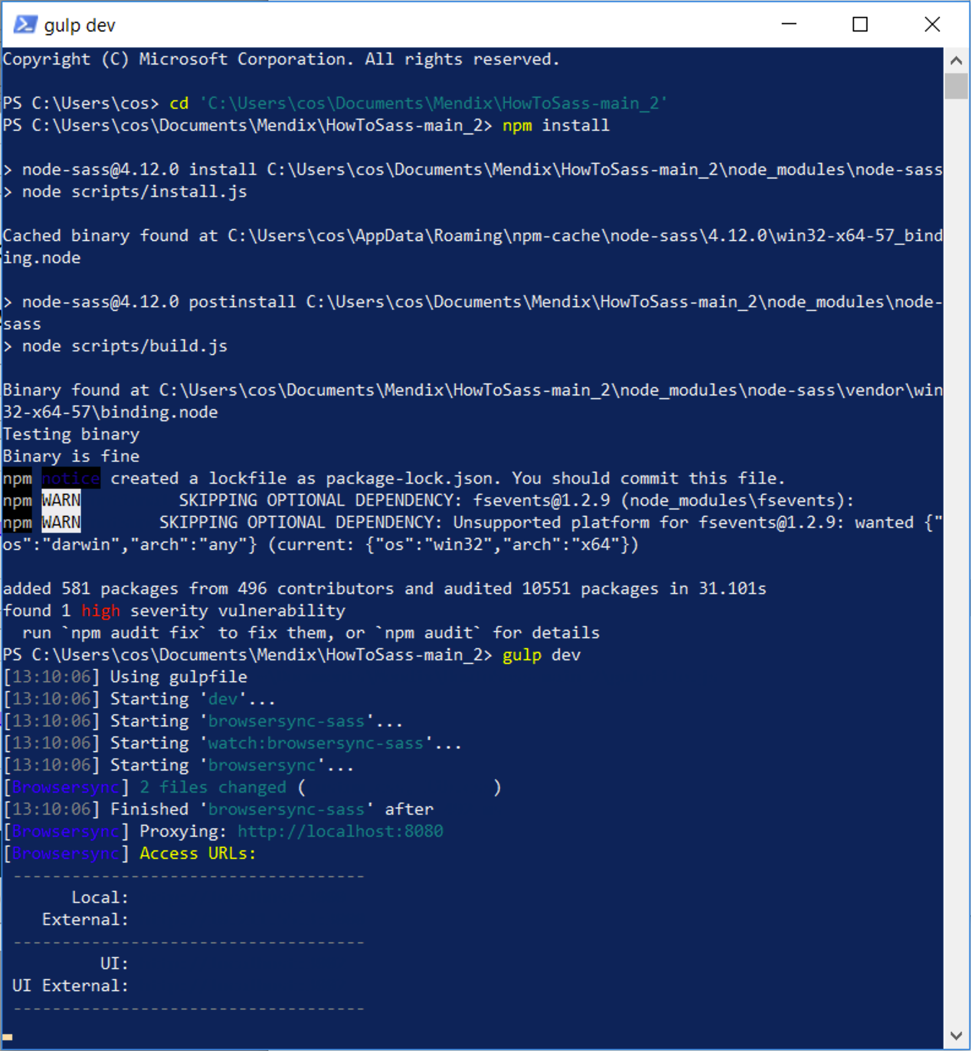 gulp dev
Copyright (C) Microsoft Corporation. All rights reserved.
PS C:\Users\cos> cd 'C:\Users\cos\Documents\Mendix\HowToSass-main_2'
PS C:\Users\cos\Documents\Mendix\HowToSass-main_2> npm install
> node-sass@4.12.0 install C:\Users\cos\Documents\Mendix\HowToSass-main_2\node_modules\node-sass
> node scripts/install.js
Cached binary found at C:\Users\cos\AppData\Roaming\npm-cache\node-sass\4.12.0\win32-x64-57_bind
ing.node
> node-sass@4.12.0 postinstall C:\Users\cos\Documents\Mendix\HowToSass-main_2\node_modules\node-
sass
> node scripts/build.js
Binary found at C:\Users\cos\Documents\Mendix\HowToSass-main_2\node_modules\node-sass\vendor\win
32-x64-57\binding.node
Testing binary
Binary is fine
npm notice created a lockfile as package-lock.json. You should commit this file.
npm WARN SKIPPING OPTIONAL DEPENDENCY: fsevents@1.2.9 (node_modules\fsevents):
npm WARN SKIPPING OPTIONAL DEPENDENCY: Unsupported platform for fsevents@1.2.9: wanted {"
os":"darwin","arch":"any"} (current: {"os":"win32","arch":"x64"})
added 581 packages from 496 contributors and audited 10551 packages in 31.101s
found 1 high severity vulnerability
run `npm audit fix` to fix them, or `npm audit` for details
PS C:\Users\cos\Documents\Mendix\HowToSass-main_2> gulp dev
[13:10:06] Using gulpfile
[13:10:06] Starting 'dev'...
[13:10:06] Starting 'browsersync-sass'...
[13:10:06] Starting 'watch:browsersync-sass'...
[13:10:06] Starting 'browsersync'...
[Browsersync] 2 files changed ( )
[13:10:06] Finished 'browsersync-sass' after
[Browsersync] Proxying: http://localhost:8080
[Browsersync] Access URLs:
------------------------------------
Local:
External:
------------------------------------
UI:
UI External:
------------------------------------